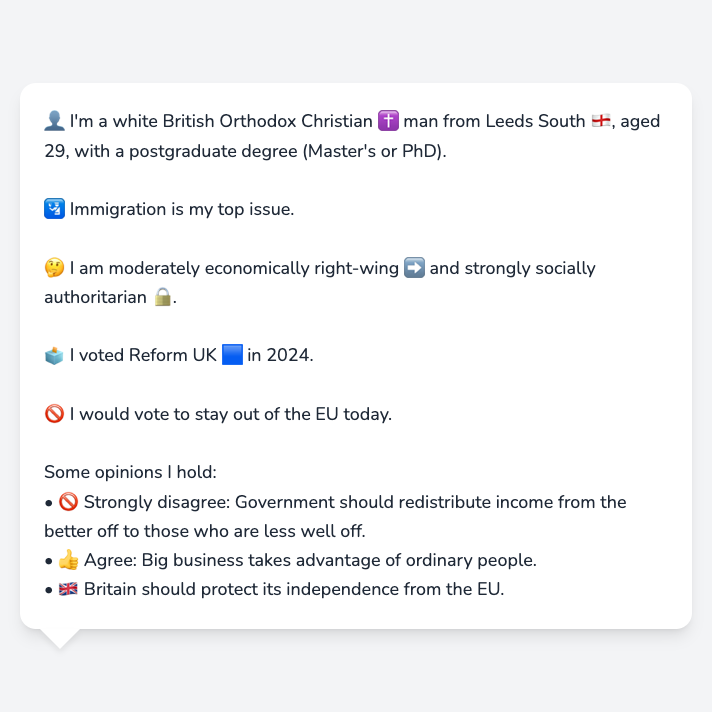 👤 I'm a white British Orthodox Christian ✝️ man from Leeds South 🏴󠁧󠁢󠁥󠁮󠁧󠁿, aged
29, with a postgraduate degree (Master's or PhD).
🛂 Immigration is my top issue.
🤔 I am moderately economically right-wing ➡️ and strongly socially
authoritarian 🔒.
🗳️ I voted Reform UK 🟦 in 2024.
🚫 I would vote to stay out of the EU today.
Some opinions I hold:
• 🚫 Strongly disagree: Government should redistribute income from the
better off to those who are less well off.
• 👍 Agree: Big business takes advantage of ordinary people.
• 🇬🇧 Britain should protect its independence from the EU.